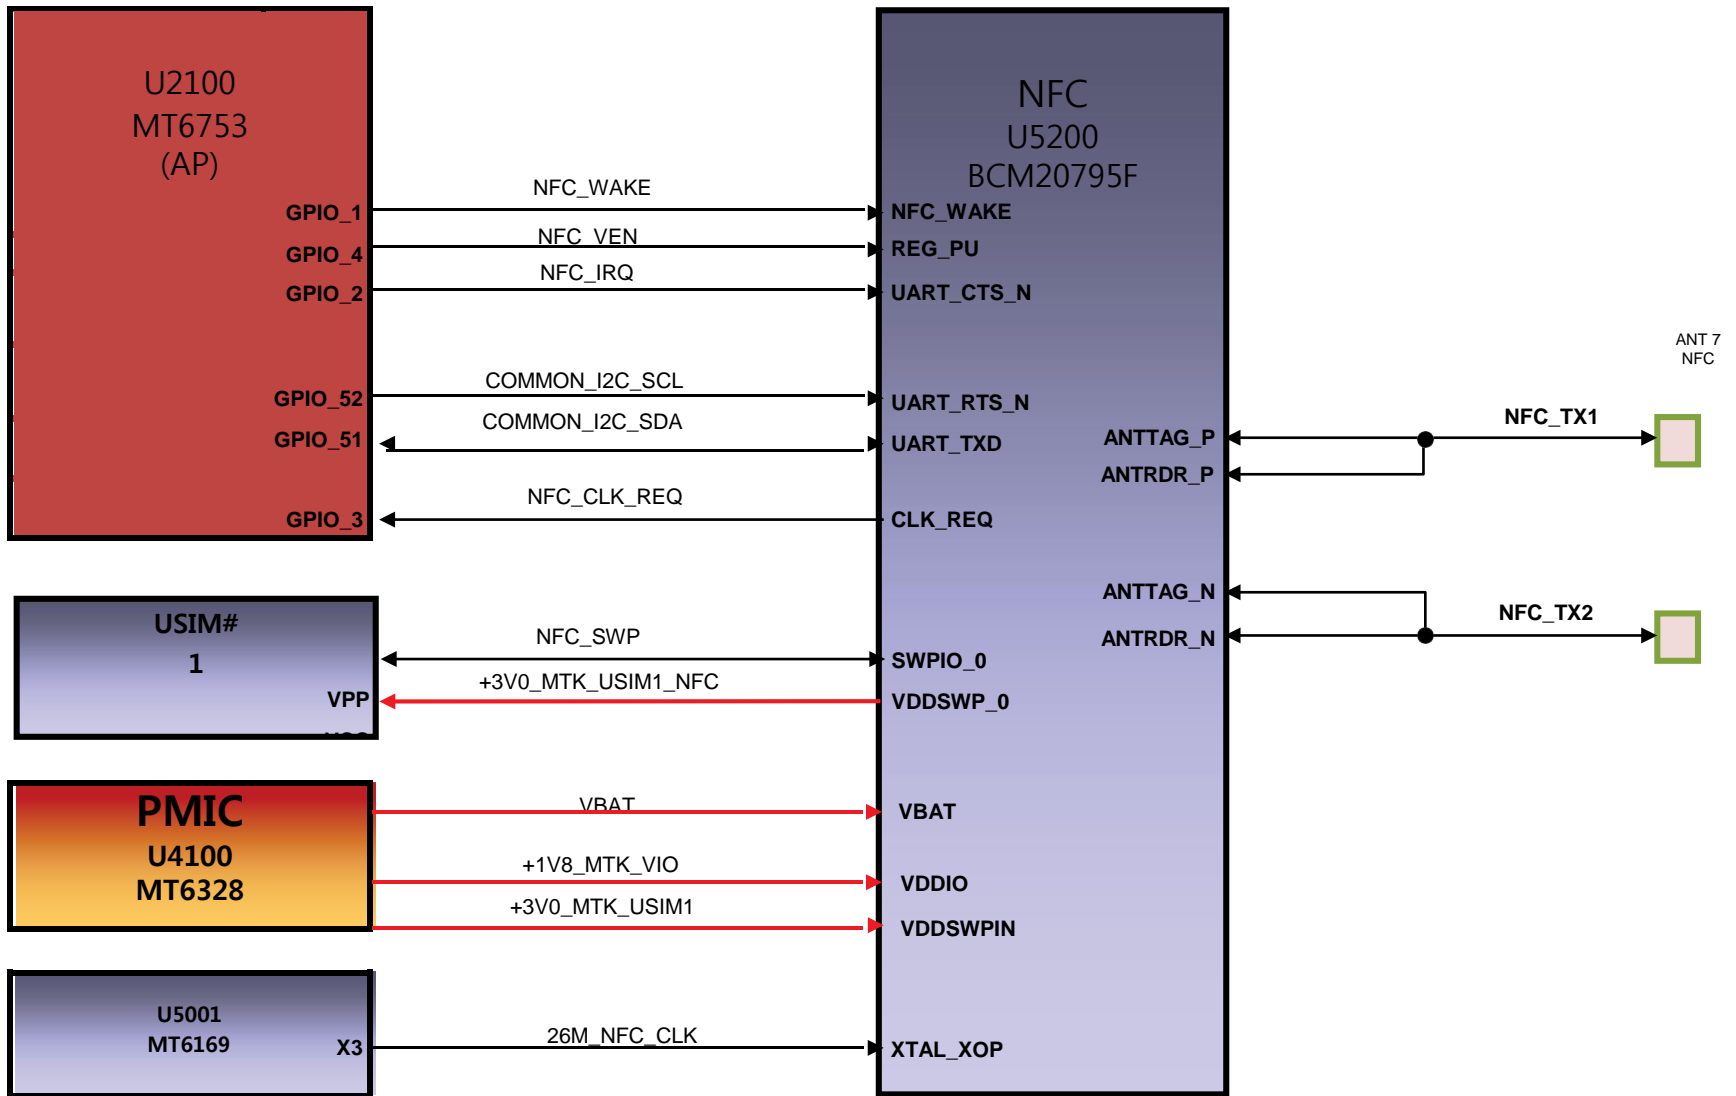 U2100
MT6753
(AP)
GPIO_1
GPIO_4
GPIO_2
GPIO_52
GPIO_51
GPIO_3
NFC_WAKE
NFC_VEN
NFC_IRQ
COMMON_I2C_SCL
COMMON_I2C_SDA
NFC_CLK_REQ
NFC
U5200
BCM20795F
NFC_WAKE
REG_PU
UART_CTS_N
UART_RTS_N
UART_TXD
CLK_REQ
SWPIO_0
VDDSWP_0
VBAT
VDDIO
VDDSWPIN
XTAL_XOP
ANTTAG_P
ANTRDR_P
ANTTAG_N
ANTRDR_N
NFC_TX1
NFC_TX2
ANT 7
NFC
USIM#
1
VPP
NFC_SWP
+3V0_MTK_USIM1_NFC
PMIC
U4100
MT6328
VBAT
+1V8_MTK_VIO
+3V0_MTK_USIM1
U5001
MT6169
X3
26M_NFC_CLK